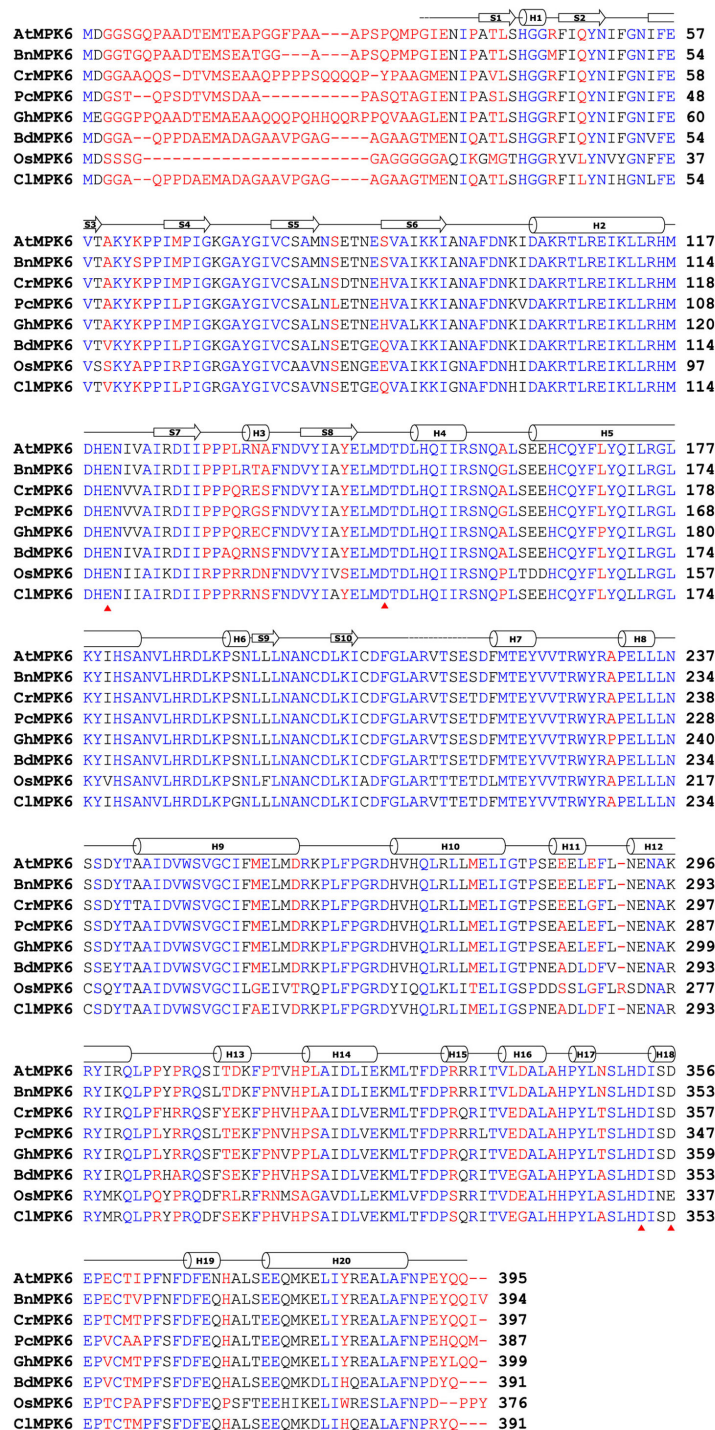 S1 H1 S2
AtMPK6 MDGGSGQPAADTEMTEAPGGFPAA---APSPQMPGIENIPATLSHGGRFIQYNIFGNIFE 57
BnMPK6 MDGGTGQPAADTEMSEATGG---A---APSPQMPGIENIPATLSHGGMFIQYNIFGNIFE 54
CrMPK6 MDGGAAQQS-DTVMSEAAQPPPPSQQQQPQ-YPAAGMENIPAVLSHGGRFIQYNIFGNIFE 58
PcMPK6 MDGST--QPSDTVMSDAA----------PASQTAGIENIPATLSHGGRFIQYNIFGNIFE 48
GhMPK6 MEGGGPPQAADTEMAEAAQQQPQHHQQRPPQVAAGLENIPATLSHGGRFIQYNIFGNIFE 60
BdMPK6 MDGGA--QPPDAEMADAGAAVPGAG----AGAAGTMENIQATLSHGGRFIQYNIFGNVFE 54
OsMPK6 MDSSSG-----------------------GAGGGGGAQIKGMGTHGGRYVLYNVYGNFFE 37
ClMPK6 MDGGA--QPPDAEMADAGAAVPGAG----AGAAGTMENIQATLSHGGRFILYNIHGNLFE 54
S3 S4 S5 S6 H2
AtMPK6 VTAKYKPPIMPIGKGAYGIVCSAMNSETNESVAIKKIANAFDNKIDAKRTLREIKLLRHM 117
BnMPK6 VTAKYSPPIMPIGKGAYGIVCSAMNSETNESVAIKKIANAFDNKIDAKRTLREIKLLRHM 114
CrMPK6 VTAKYKPPIMPIGKGAYGIVCSALNSDTNEHVAIKKIANAFDNKIDAKRTLREIKLLRHM 118
PcMPK6 VTAKYKPPILPIGKGAYGIVCSALNLETNEHVAIKKIANAFDNKVDAKRTLREIKLLRHM 108
GhMPK6 VTAKYKPPIMPIGKGAYGIVCSALNSETNEHVALKKIANAFDNKIDAKRTLREIKLLRHM 120
BdMPK6 VTVKYKPPILPIGKGAYGIVCSALNSETGEQVAIKKIANAFDNKIDAKRTLREIKLLRHM 114
OsMPK6 VSSKYAPPIRPIGRGAYGIVCAAVNSENGEEVAIKKIGNAFDNHIDAKRTLREIKLLRHM 97
ClMPK6 VTVKYKPPILPIGRGAYGIVCSAVNSETGEQVAIKKIANAFDNHIDAKRTLREIKLLRHM 114
S7 H3 S8 H4 H5
AtMPK6 DHENIVAIRDIIPPPLRNAFNDVYIAYELMDTDLHQIIRSNQALSEEHCQYFLYQILRGL 177
BnMPK6 DHENIVAIRDIIPPPLRTAFNDVYIAYELMDTDLHQIIRSNQGLSEEHCQYFLYQILRGL 174
CrMPK6 DHENVVAIRDIIPPPQRESFNDVYIAYELMDTDLHQIIRSNQALSEEHCQYFLYQILRGL 178
PcMPK6 DHENIVAIRDIIPPPQRESFNDVYIAYELMDTDLHQIIRSNQGLSEEHCQYFLYQILRGL 168
GhMPK6 DHENVVAIRDIIPPPQRECFNDVYIAYELMDTDLHQIIRSNQALSEEHCQYFPYQILRGL 180
BdMPK6 DHENIVAIRDIIPPAQRNSFNDVYIAYELMDTDLHQIIRSNQALSEEHCQYFLYQILRGL 174
OsMPK6 DHENIIAIKDIIRPPRRDNFNDVYIVSELMDTDLHQIIRSNQPLTDDHCQYFLYQLLRGL 157
ClMPK6 DHENIIAIRDIIPPPRRNSFNDVYIAYELMDTDLHQIIRSNQPLSEEHCQYFLYQLLRGL 174
H6 S9 S10 H7 H8
AtMPK6 KYIHSANVLHRDLKPSNLLLNANCDLKICDFGLARVTSESDFMTEYVVTRWYRAPELLLN 237
BnMPK6 KYIHSANVLHRDLKPSNLLLNANCDLKICDFGLARVTSESDFMTEYVVTRWYRAPELLLN 234
CrMPK6 KYIHSANVLHRDLKPSNLLLNANCDLKICDFGLARVTSETDFMTEYVVTRWYRAPELLLN 238
PcMPK6 KYIHSANVLHRDLKPSNLLLNANCDLKICDFGLARVTSETDFMTEYVVTRWYRAPELLLN 228
GhMPK6 KYIHSANVLHRDLKPSNLLLNANCDLKICDFGLARVTSETDFMTEYVVTRWYRPPELLLN 240
BdMPK6 KYIHSANVLHRDLKPSNLLLNANCDLKICDFGLARTTSETDFMTEYVVTRWYRAPELLLN 234
OsMPK6 KYVHSANVLHRDLKPSNLFLNANCDLKIADFGLARTTTETDLMTEYVVTRWYRAPELLLN 217
ClMPK6 KYIHSANVLHRDLKPGNLLLNANCDLKICDFGLARVTTETDFMTEYVVTRWYRAPELLLN 234
H9 H10 H11 H12
AtMPK6 SSDYTAAIDVWSVGCIFMELMDRKPLFPGRDHVHQLRLLMELIGTPSEEELEFL-NENAK 296
BnMPK6 SSDYTAAIDVWSVGCIFMELMDRKPLFPGRDHVHQLRLLMELIGTPSEEELEFL-NENAK 293
CrMPK6 SSDYTTAIDVWSVGCIFMELMDRKPLFPGRDHVHQLRLLMELIGTPSEEELGFL-NENAK 297
PcMPK6 SSDYTAAIDVWSVGCIFMELMDRKPLFPGRDHVHQLRLLMELIGTPSEAELEFL-NENAK 287
GhMPK6 SSDYTAAIDVWSVGCIFMELMDRKPLFPGRDHVHQLRLLMELIGTPSEAELEFL-NENAK 299
BdMPK6 SSEYTAAIDVWSVGCIFMELMDRKPLFPGRDHVHQLRLLMELIGTPNEADLDFV-NENAR 293
OsMPK6 CSQYTAAIDVWSVGCILGEIVTRQPLFPGRDYIQQLKLITELIGSPDDSSLGFLRSDNAR 277
ClMPK6 CSDYTAAIDVWSVGCIFAEIVDRKPLFPGRDYVHQLRLIMELIGSPNEADLDFI-NENAR 293
H13 H14 H15 H16 H17 H18
AtMPK6 RYIRQLPPYPRQSITDKFPTVHPLAIDLIEKMLTFDPRRRITVLDALAHPYLNSLHDISD 356
BnMPK6 RYIKQLPPYPRQSLTDKFPNVHPLAIDLIEKMLTFDPRRRITVLDALAHPYLNSLHDISD 353
CrMPK6 RYIRQLPFHRRQSFYEKFPHVHPAAIDLVERMLTFDPRQRITVEDALAHPYLTSLHDISD 357
PcMPK6 RYIRQLPLYRRQSLTEKFPNVHPSAIDLVEKMLTFDPRRRLTVEDALAHPYLTSLHDISD 347
GhMPK6 RYIRQLPLYRRQSFTEKFPNVPPLAIDLVEKMLTFDPRQRITVEDALAHPYLTSLHDISD 359
BdMPK6 RYIRQLPRHARQSFSEKFPHVHPSAIDLVEKMLTFDPRQRITVEGALAHPYLASLHDISD 353
OsMPK6 RYMKQLPQYPRQDFRLRFRNMSAGAVDLLEKMLVFDPSRRITVDEALHHPYLASLHDINE 337
ClMPK6 RYMRQLPRYPRQDFSEKFPHVHPSAIDLVEKMLTFDPSQRITVEGALHHPYLASLHDISD 353
H19 H20
AtMPK6 EPECTIPFNFDFENHALSEEQMKELIYREALAFNPEYQQ-- 395
BnMPK6 EPECTVPFNFDFEQHALSEEQMKELIYREALAFNPEYQQIV 394
CrMPK6 EPTCMTPFSFDFEQHALTEEQMKELIYREALAFNPEYQQI- 397
PcMPK6 EPVCAAPFSFDFEQHALTEEQMRELIYREALAFNPEHQQM- 387
GhMPK6 EPVCMTPFSFDFEQHALTEEQMKELIYREALAFNPEYLQQ- 399
BdMPK6 EPVCTMPFSFDFEQHALSEEQMKDLIHQEALAFNPDYQ--- 391
OsMPK6 EPTCPAPFSFDFEQPSFTEEHIKELIWRESLAFNPD--PPY 376
ClMPK6 EPTCTMPFSFDFEQHALSEEQMKDLIHQEALAFNPRYQ--- 391